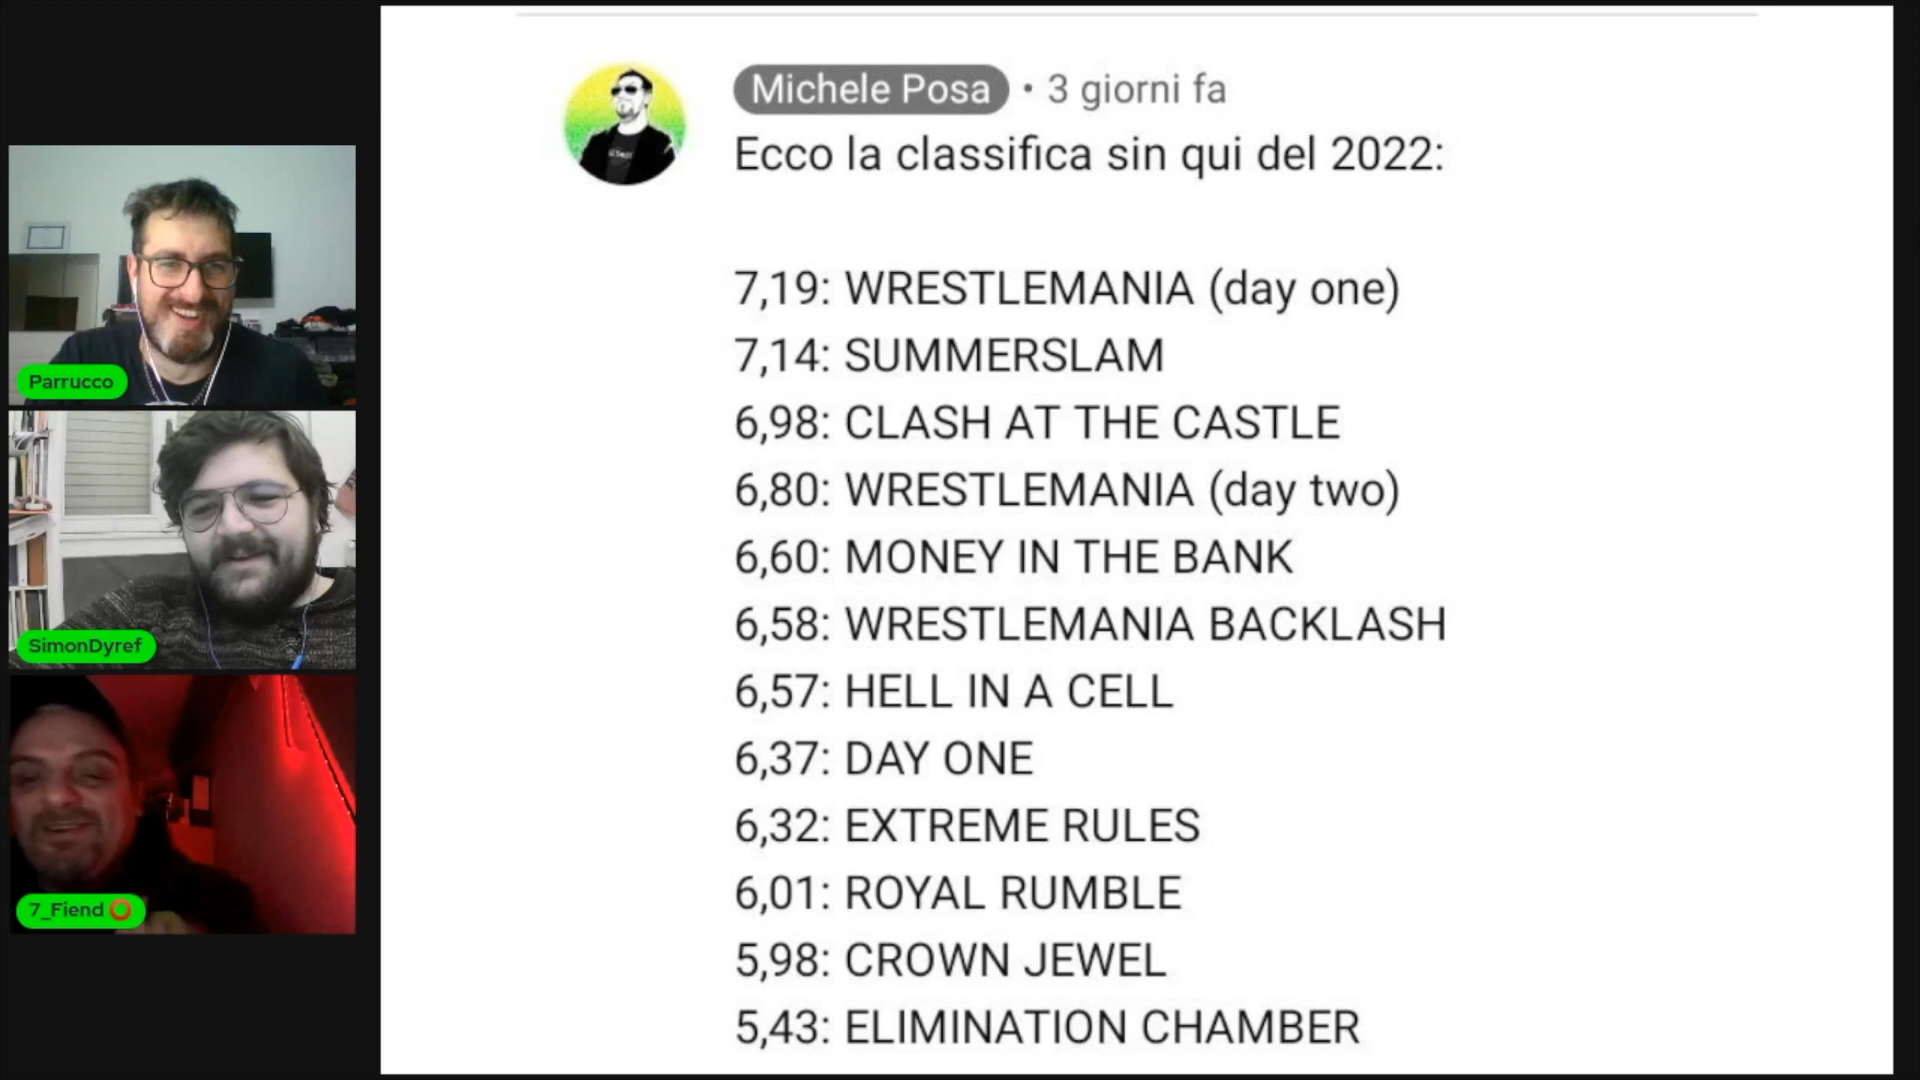 Michele Posa • 3 giorni fa
Ecco la classifica sin qui del 2022:
7,19: WRESTLEMANIA (day one)
7,14: SUMMERSLAM
6,98: CLASH AT THE CASTLE
6,80: WRESTLEMANIA (day two)
6,60: MONEY IN THE BANK
6,58: WRESTLEMANIA BACKLASH
6,57: HELL IN A CELL
6,37: DAY ONE
6,32: EXTREME RULES
6,01: ROYAL RUMBLE
5,98: CROWN JEWEL
5,43: ELIMINATION CHAMBER
Parrucco
SimonDyref
7_Fiend ⭕